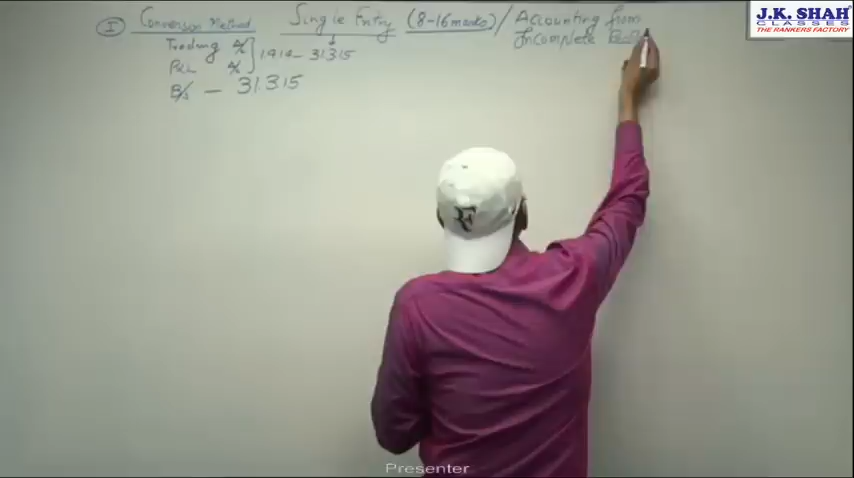 I Conversion Method Single Entry (8-16 marks) / Accounting from
Incomplete
Trading A/c
P&L A/c
1.4.14 - 31.3.15
B/s - 31.3.15
J.K. SHAH®
CLASSES
THE RANKERS FACTORY
F
Presenter